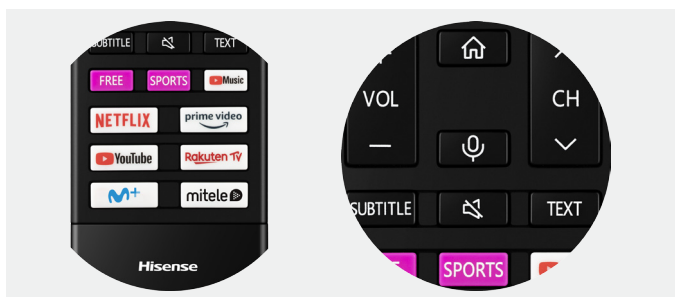 SUBTITLE TEXT
FREE SPORTS Music
NETFLIX prime video
YouTube Rakuten TV
M+ mitele
Hisense
VOL CH
SUBTITLE TEXT
SPORTS